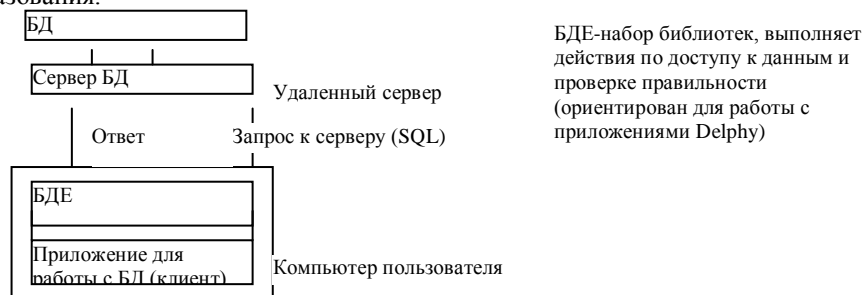 БД
Сервер БД
Удаленный сервер
Ответ
Запрос к серверу (SQL)
БДЕ
Приложение для
работы с БД (клиент)
Компьютер пользователя
БДЕ-набор библиотек, выполняет
действия по доступу к данным и
проверке правильности
(ориентирован для работы с
приложениями Delphy)